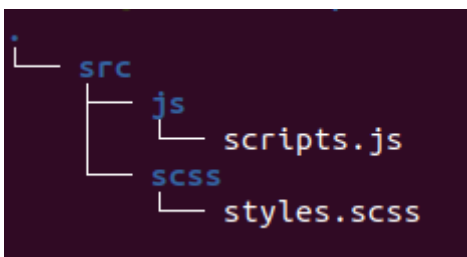 .
└── src
    ├── js
    │   └── scripts.js
    └── scss
        └── styles.scss